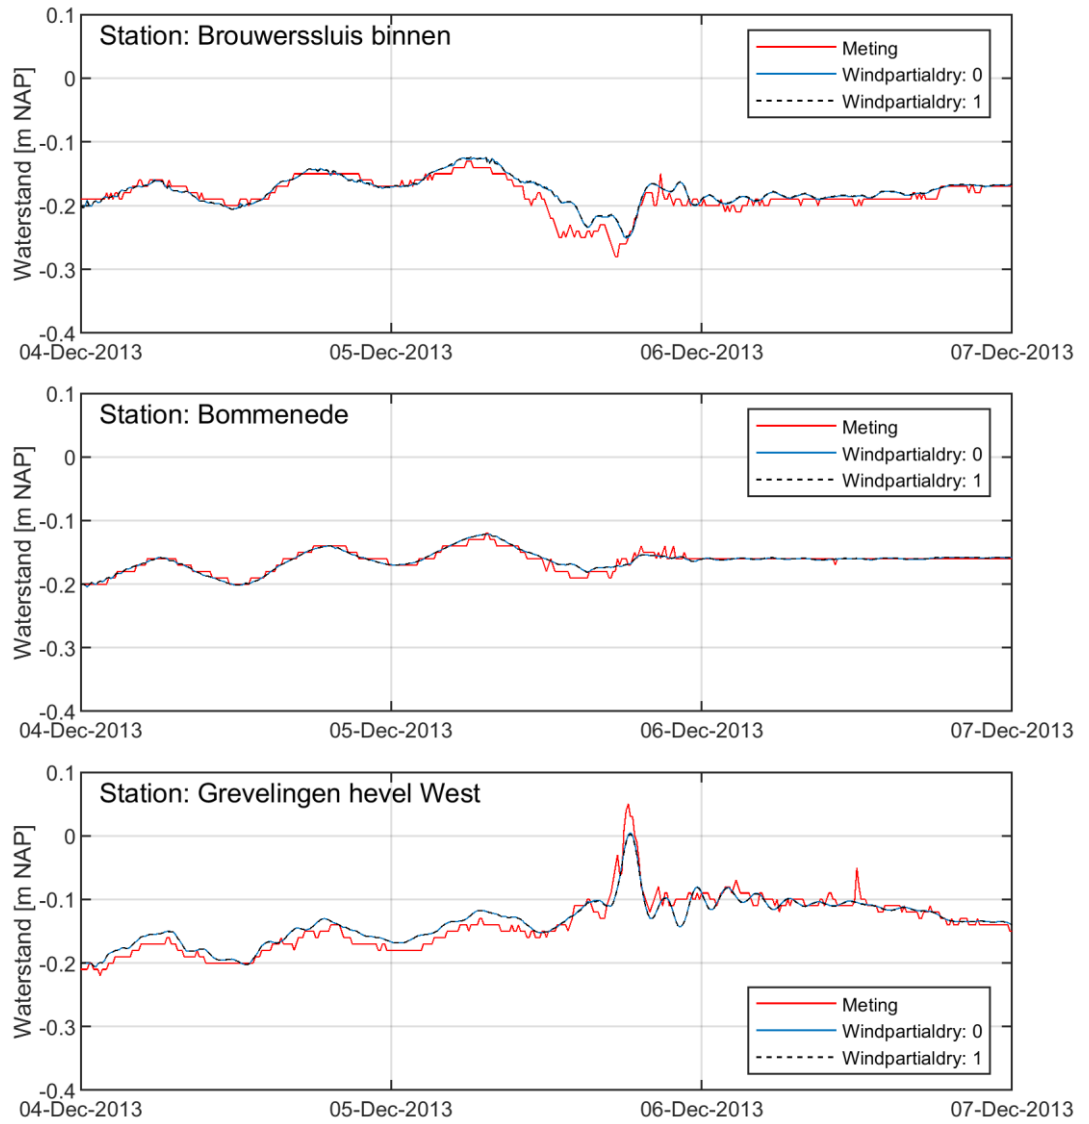 Station: Brouwerssluis binnen
Meting
Windpartialdry: 0
Windpartialdry: 1
Waterstand [m NAP]
0.1
0
-0.1
-0.2
-0.3
-0.4
04-Dec-2013 05-Dec-2013 06-Dec-2013 07-Dec-2013
Station: Bommenede
Meting
Windpartialdry: 0
Windpartialdry: 1
Waterstand [m NAP]
0.1
0
-0.1
-0.2
-0.3
-0.4
04-Dec-2013 05-Dec-2013 06-Dec-2013 07-Dec-2013
Station: Grevelingen hevel West
Waterstand [m NAP]
0.1
0
-0.1
-0.2
-0.3
-0.4
Meting
Windpartialdry: 0
Windpartialdry: 1
04-Dec-2013 05-Dec-2013 06-Dec-2013 07-Dec-2013